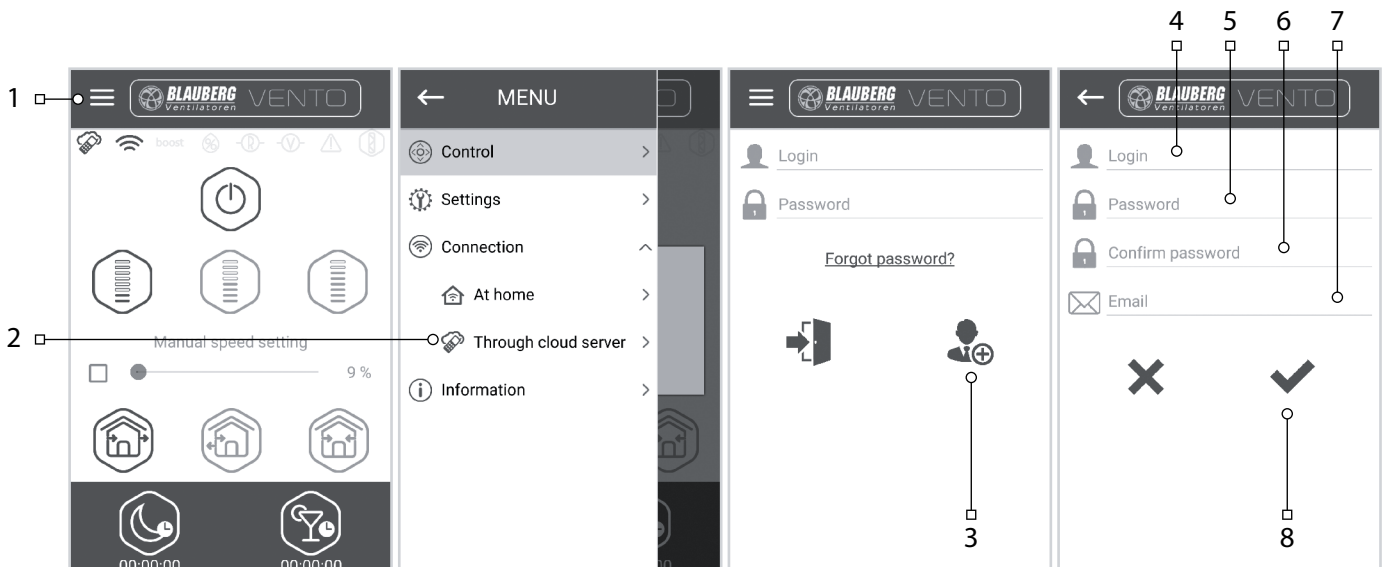 4 5 6 7
1
BLAUBERG
Ventilatoren
VENTO
boost
Manual speed setting
9 %
00:00:00 00:00:00
2
MENU
Control
Settings
Connection
At home
Through cloud server
Information
BLAUBERG
Ventilatoren
VENTO
Login
Password
Forgot password?
3
BLAUBERG
Ventilatoren
VENTO
Login
Password
Confirm password
Email
8